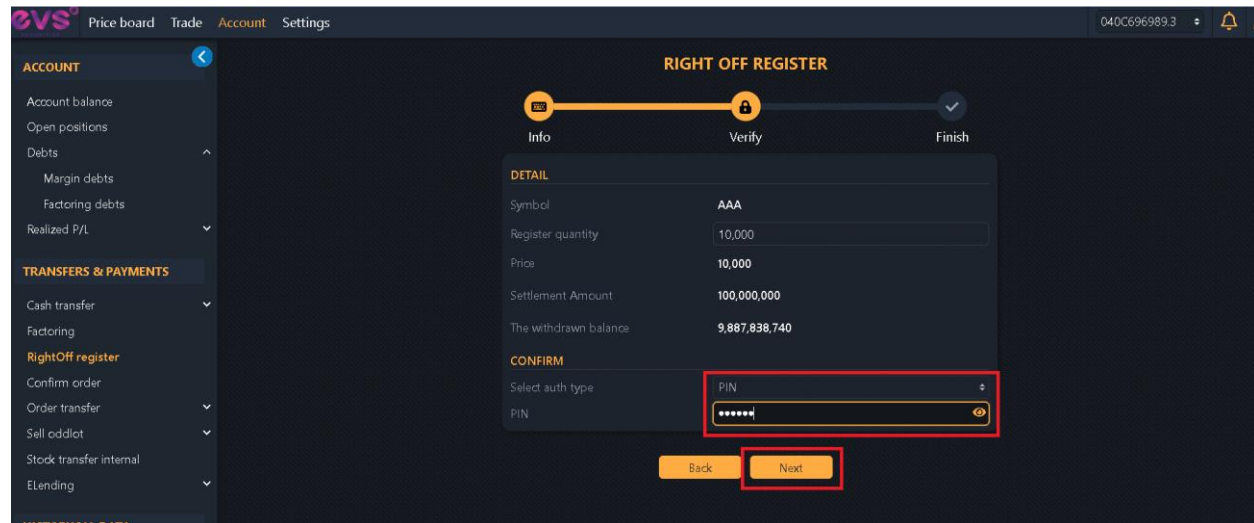 evs Price board Trade Account Settings 040C696989.3
ACCOUNT
Account balance
Open positions
Debts
Margin debts
Factoring debts
Realized P/L
TRANSFERS & PAYMENTS
Cash transfer
Factoring
RightOff register
Confirm order
Order transfer
Sell oddlot
Stock transfer internal
ELending
RIGHT OFF REGISTER
Info Verify Finish
DETAIL
Symbol AAA
Register quantity 10,000
Price 10,000
Settlement Amount 100,000,000
The withdrawn balance 9,887,838,740
CONFIRM
Select auth type PIN
PIN ••••••
Back Next